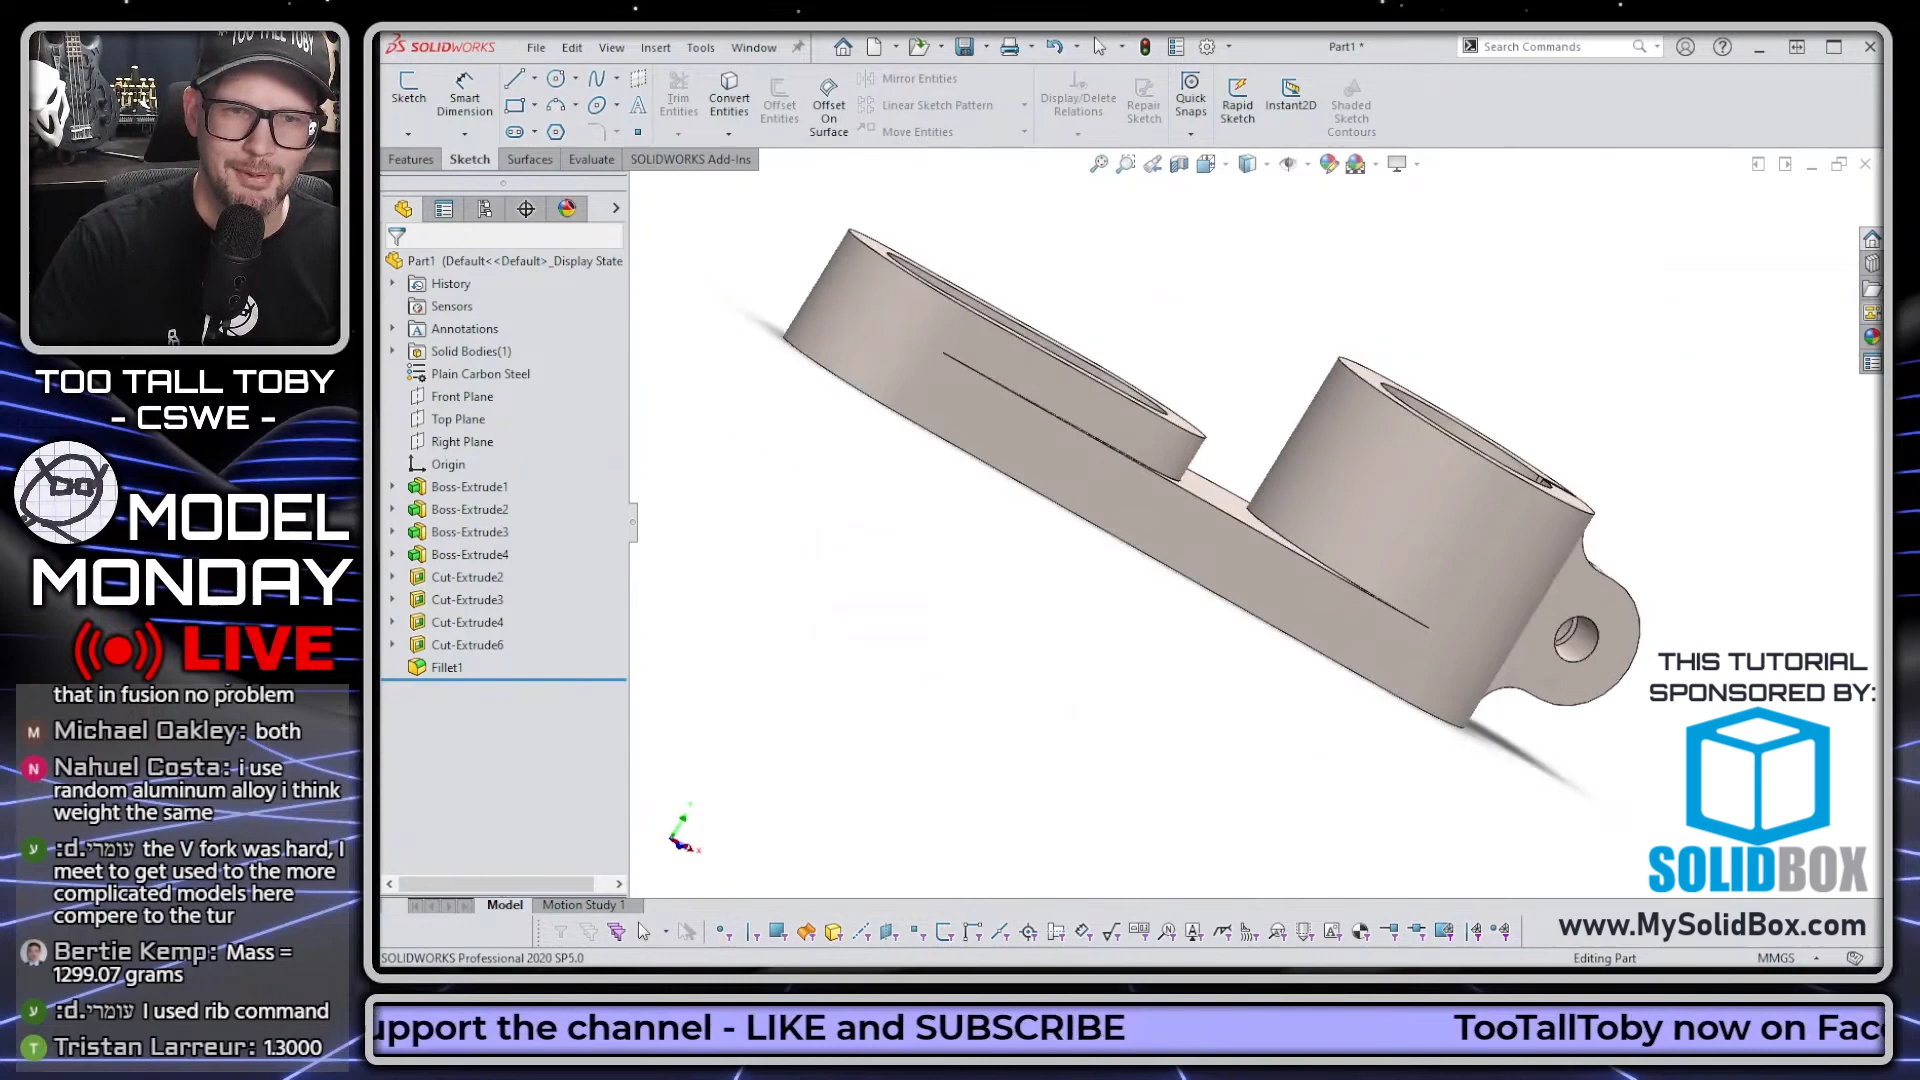 TOO TALL TOBY
TOO TALL TOBY
- CSWE -
MODEL
MONDAY
LIVE
that in fusion no problem
M Michael Oakley: both
N Nahuel Costa: i use
random aluminum alloy i think
weight the same
ע :d.עומרי the V fork was hard, I
meet to get used to the more
complicated models here
compere to the tur
Bertie Kemp: Mass =
1299.07 grams
ע :d.עומרי I used rib command
T Tristan Larreur: 1.3000
SOLIDWORKS File Edit View Insert Tools Window Part1 * Search Commands
Sketch Smart Dimension Trim Entities Convert Entities Offset Entities Offset On Surface
Mirror Entities
Linear Sketch Pattern
Move Entities
Display/Delete Relations Repair Sketch Quick Snaps Rapid Sketch Instant2D Shaded Sketch Contours
Features Sketch Surfaces Evaluate SOLIDWORKS Add-Ins
Part1 (Default<<Default>_Display State
History
Sensors
Annotations
Solid Bodies(1)
Plain Carbon Steel
Front Plane
Top Plane
Right Plane
Origin
Boss-Extrude1
Boss-Extrude2
Boss-Extrude3
Boss-Extrude4
Cut-Extrude2
Cut-Extrude3
Cut-Extrude4
Cut-Extrude6
Fillet1
x
Model Motion Study 1
SOLIDWORKS Professional 2020 SP5.0 Editing Part MMGS
THIS TUTORIAL
SPONSORED BY:
SOLIDBOX
www.MySolidBox.com
upport the channel - LIKE and SUBSCRIBE TooTallToby now on Fac